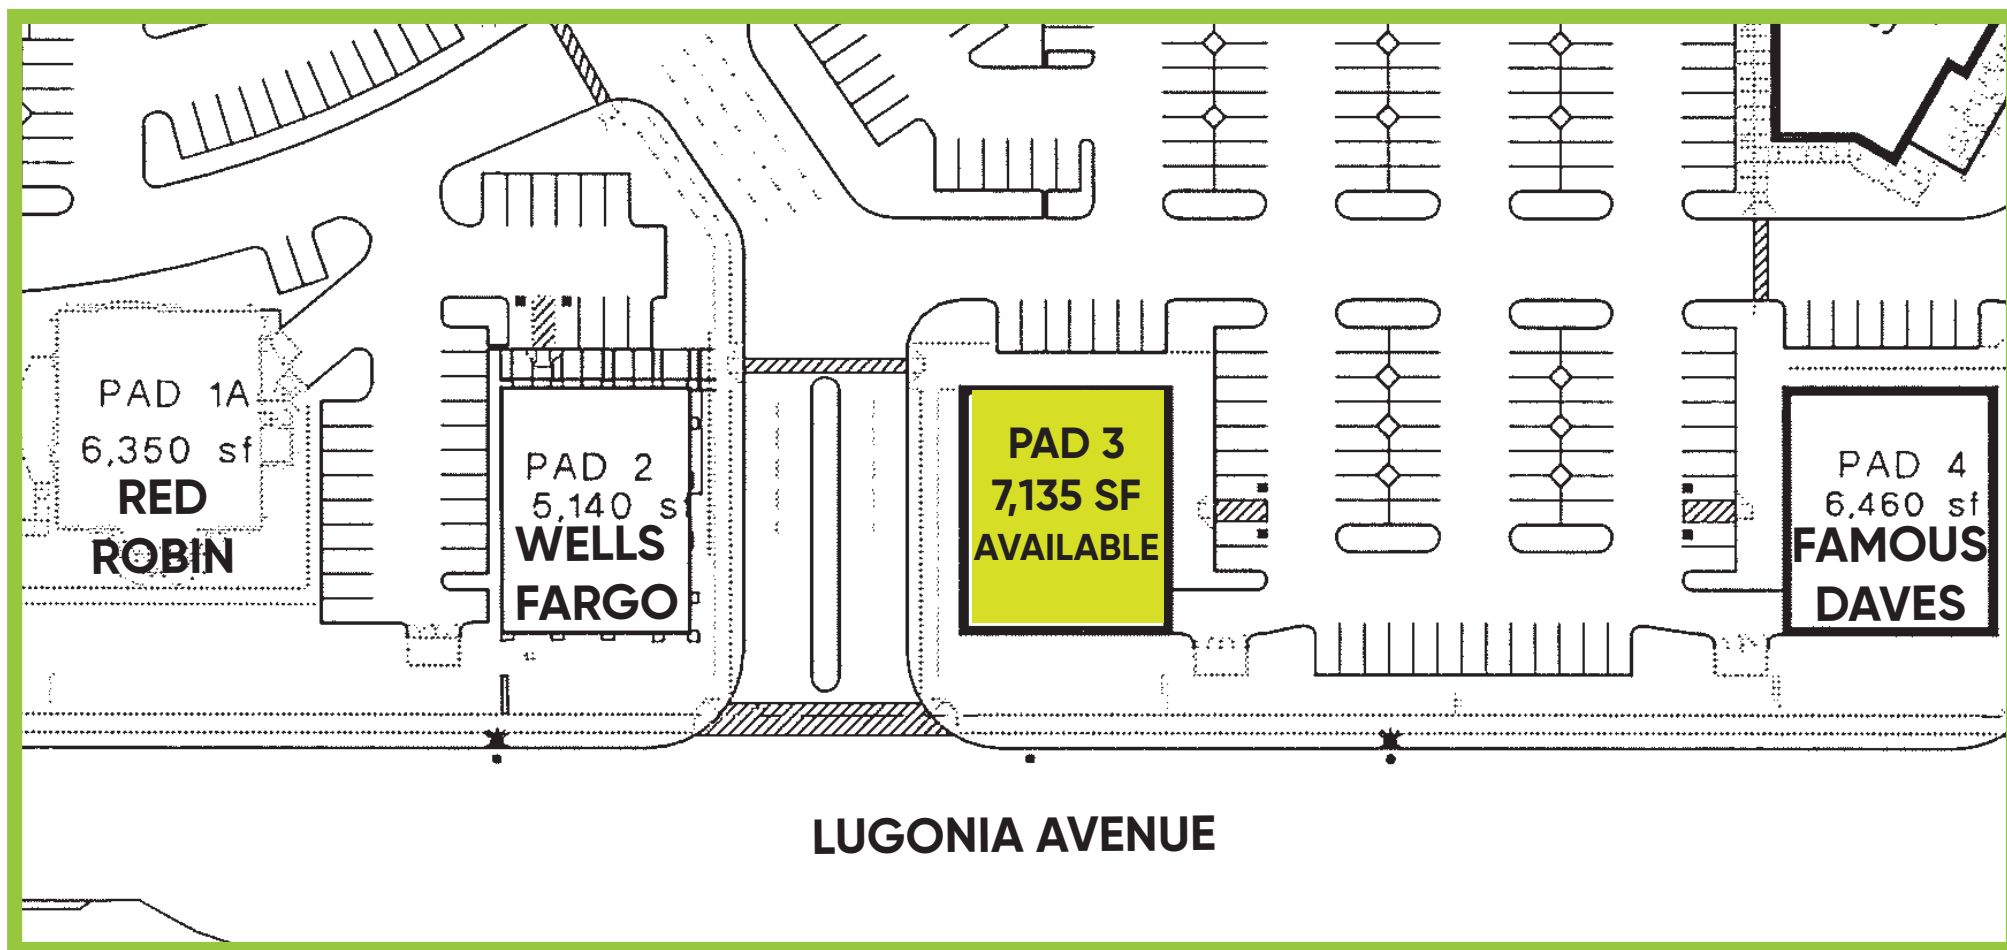 PAD 1A
6,350 sf
RED
ROBIN
PAD 2
5,140 sf
WELLS
FARGO
PAD 3
7,135 SF
AVAILABLE
PAD 4
6,460 sf
FAMOUS
DAVES
LUGONIA AVENUE